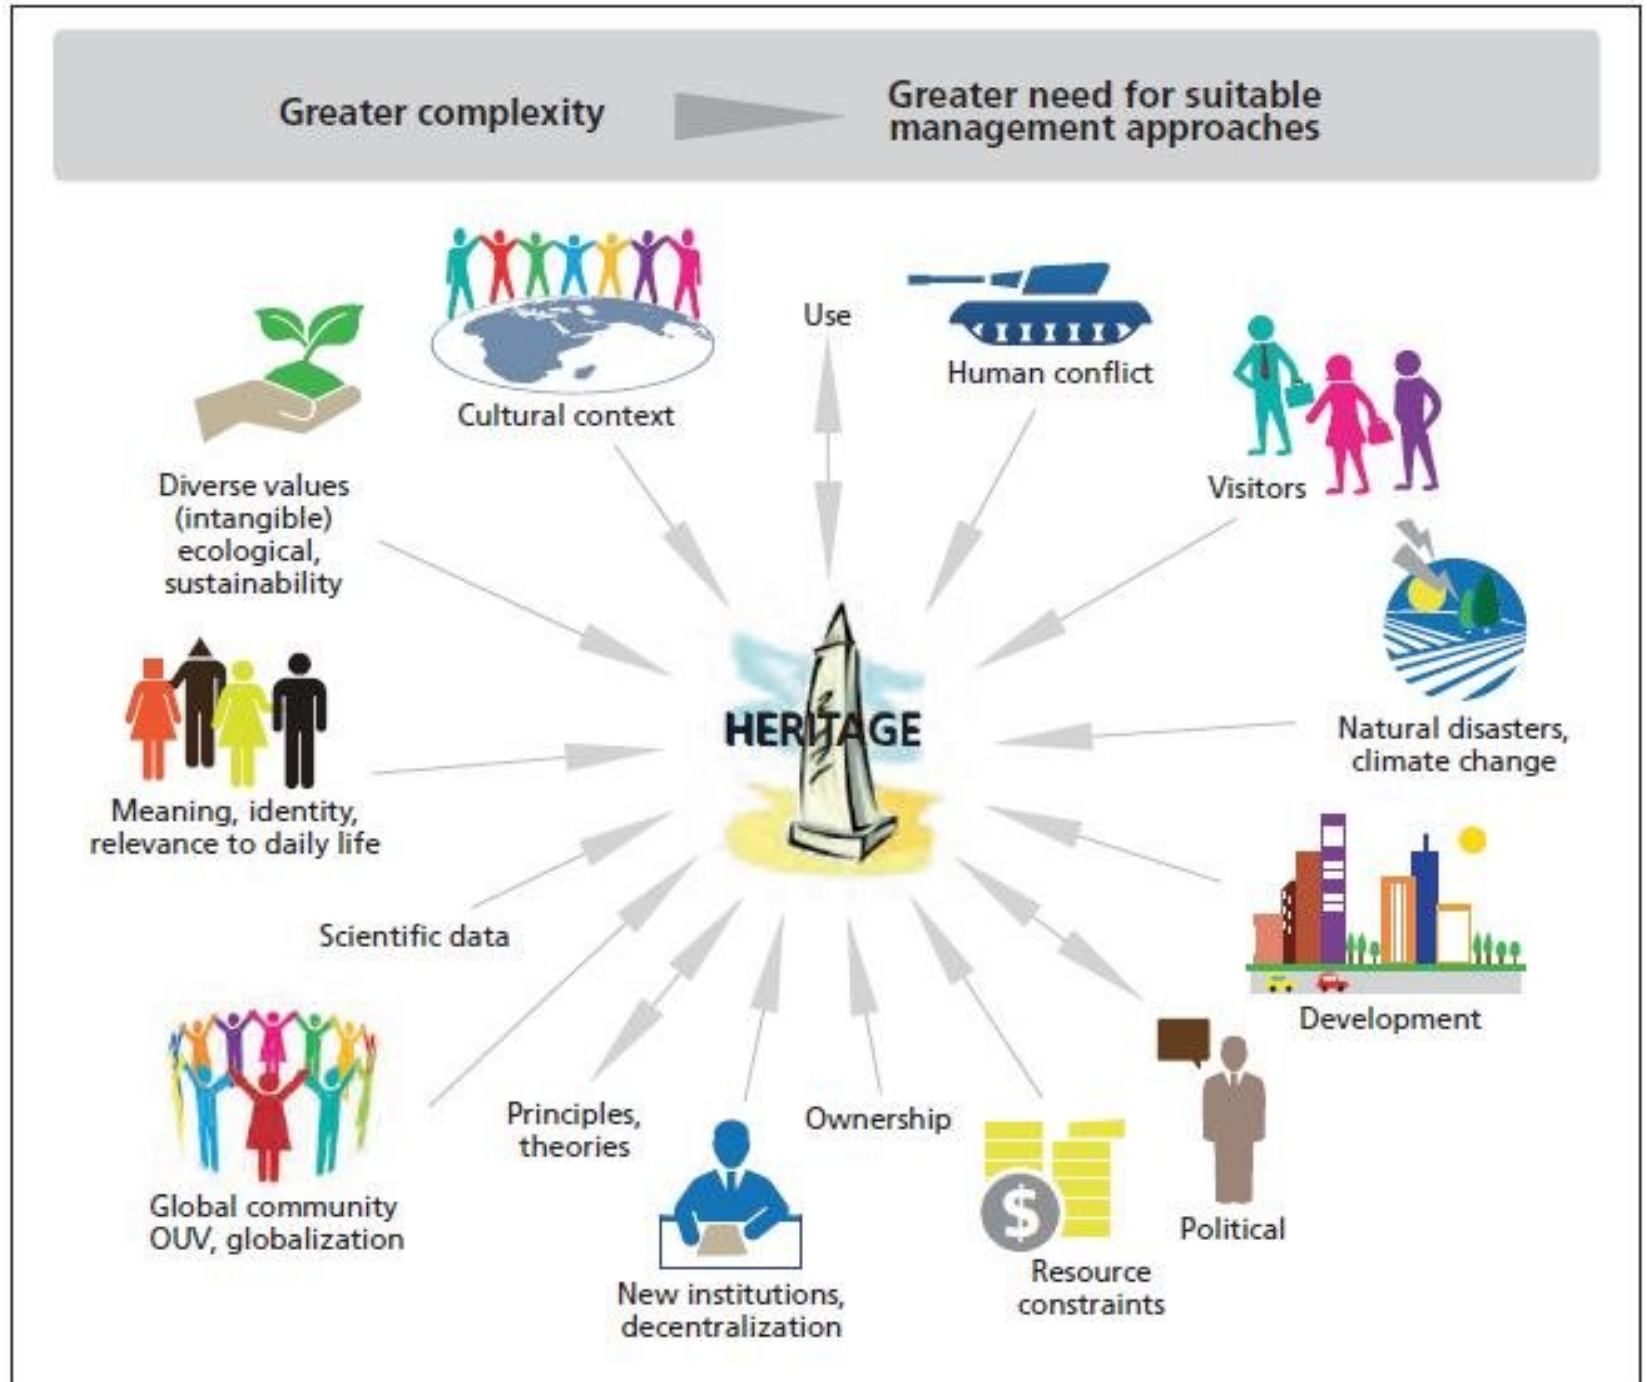 Greater complexity
Greater need for suitable
management approaches
Use
Human conflict
Cultural context
Visitors
Diverse values
(intangible)
ecological,
sustainability
HERITAGE
Natural disasters,
climate change
Meaning, identity,
relevance to daily life
Scientific data
Development
Principles,
theories
Ownership
Global community
OUV, globalization
Political
$
Resource
constraints
New institutions,
decentralization